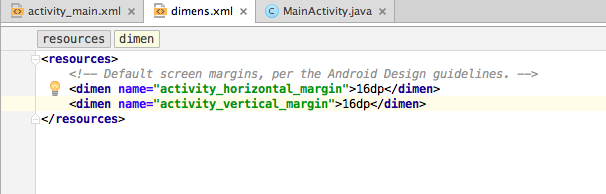 activity_main.xml × dimens.xml × MainActivity.java ×
resources dimen
<resources>
<!-- Default screen margins, per the Android Design guidelines. -->
<dimen name="activity_horizontal_margin">16dp</dimen>
<dimen name="activity_vertical_margin">16dp</dimen>
</resources>